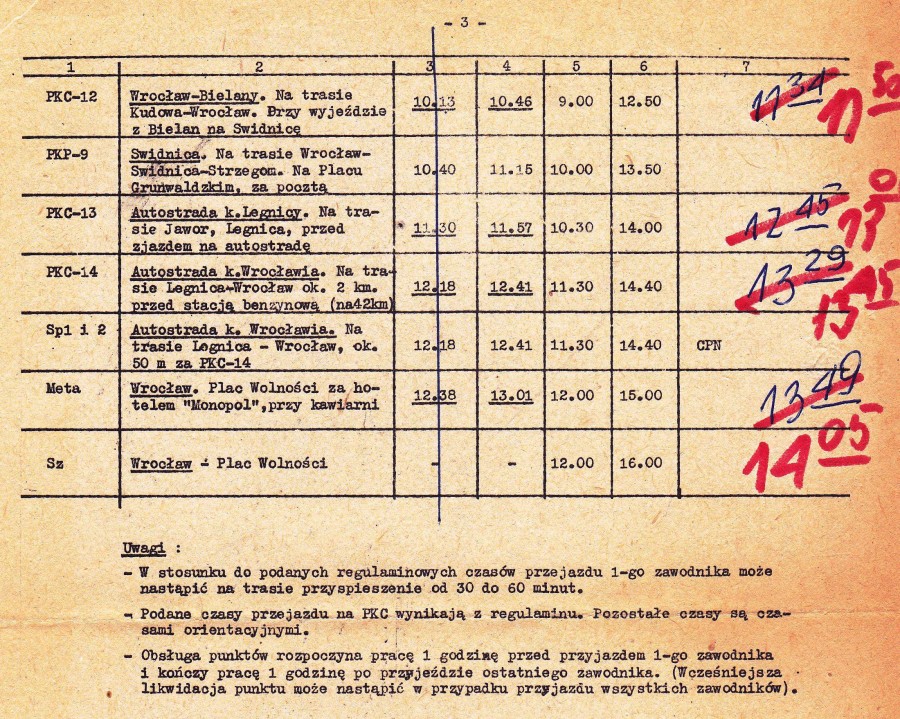 - 3 -
1 2 3 4 5 6 7
PKC-12 Wrocław-Bielany. Na trasie 10.13 10.46 9.00 12.50 11 34 11 50
Kudowa-Wrocław. Przy wyjeździe
z Bielan na Swidnicę
PKP-9 Swidnica. Na trasie Wrocław- 10.40 11.15 10.00 13.50
Swidnica-Strzegom. Na Placu
Grunwaldzkim, za pocztą
PKC-13 Autostrada k.Legnicy. Na tra- 11.30 11.57 10.30 14.00 12 45 13 0
sie Jawor, Legnica, przed
zjazdem na autostradę
PKC-14 Autostrada k.Wrocławia. Na tra- 12.18 12.41 11.30 14.40 13 29 13 45
sie Legnica-Wrocław ok. 2 km.
przed stacją benzynową (na42km)
Sp1 i 2 Autostrada k. Wrocławia. Na 12.18 12.41 11.30 14.40 CPN
trasie Legnica - Wrocław, ok.
50 m za PKC-14
Meta Wrocław. Plac Wolności za ho- 12.38 13.01 12.00 15.00 13 49 14 05
telem "Monopol",przy kawiarni
Sz Wrocław - Plac Wolności - - 12.00 16.00
Uwagi :
- W stosunku do podanych regulaminowych czasów przejazdu 1-go zawodnika może
nastąpić na trasie przyspieszenie od 30 do 60 minut.
- Podane czasy przejazdu na PKC wynikają z regulaminu. Pozostałe czasy są cza-
sami orientacyjnymi.
- Obsługa punktów rozpoczyna pracę 1 godzinę przed przyjazdem 1-go zawodnika
i kończy pracę 1 godzinę po przyjeździe ostatniego zawodnika. (Wcześniejsza
likwidacja punktu może nastąpić w przypadku przyjazdu wszystkich zawodników).